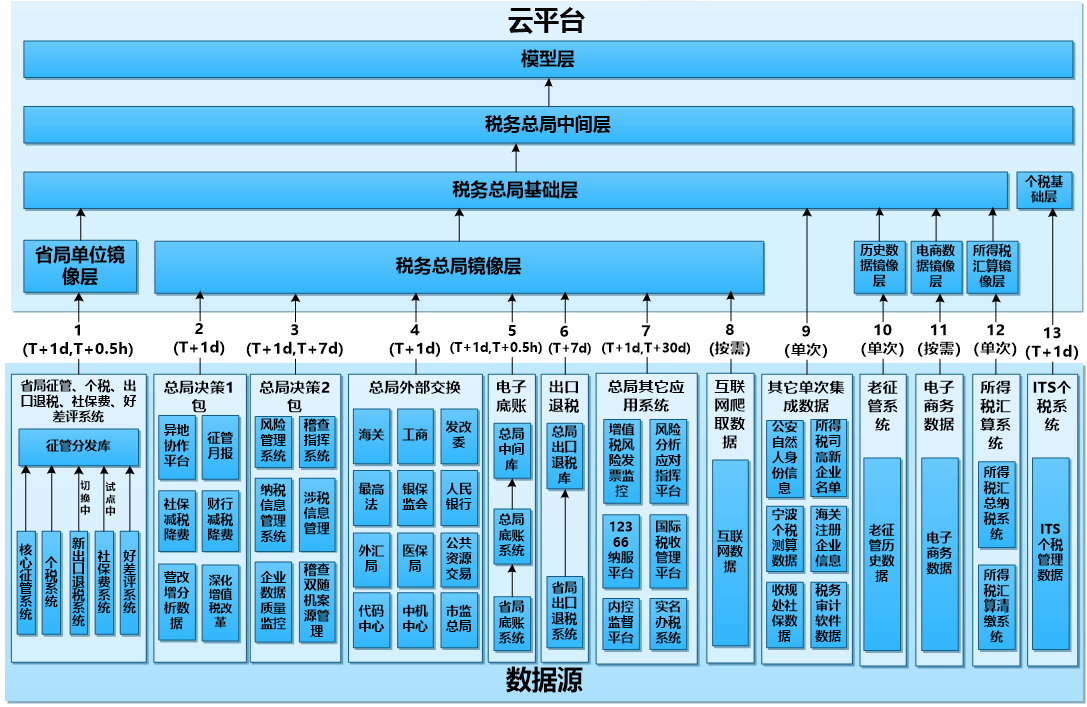 云平台
模型层
税务总局中间层
税务总局基础层
个税基
础层
省局单位镜
像层
税务总局镜像层
历史数
据镜像
层
电商数
据镜像
层
所得税
汇算镜
像层
1
(T+1d,T+0.5h)
2
(T+1d)
3
(T+1d,T+7d)
4
(T+1d)
5
(T+1d,T+0.5h)
6
(T+7d)
7
(T+1d,T+30d)
8
(按需)
9
(单次)
10
(单次)
11
(按需)
12
(单次)
13
(T+1d)
省局征管、个税、出
口退税、社保费、好
差评系统
征管分发库
切换中
试点中
核心征管系统
个税系统
新出口退税系统
社保费系统
好差评系统
总局决策1
包
异地
协作
平台
征管
月报
社保
减税
降费
财行
减税
降费
营改
增分
析数
据
深化
增值
税改
革
总局决策2
包
风险
管理
系统
稽查
指挥
系统
纳税
信息
管理
系统
涉税
信息
管理
企业
数据
质量
监控
稽查
双随
机案
源管
理
总局外部交换
海关
工商
发改
委
最高
法
银保
监会
人民
银行
外汇
局
医保
局
公共
资源
交易
代码
中心
中机
中心
市监
总局
电子
底账
总局
中间
库
总局
底账
系统
省局
底账
系统
出口
退税
总局
出口
退税
库
省局
出口
退税
系统
总局其它应
用系统
增值
税风
险发
票监
控
风险
分析
应对
指挥
平台
123
66
纳服
平台
国际
税收
管理
平台
内控
监督
平台
实名
办税
系统
互联
网爬
取数
据
互联
网数
据
其它单次集
成数据
公安
自然
人身
份信
息
所得
税司
高新
企业
名单
宁波
个税
测算
数据
海关
注册
企业
信息
收规
处社
保数
据
税务
审计
软件
数据
老征
管系
统
老征
管历
史数
据
电子
商务
数据
电子
商务
数据
所得
税汇
算系
统
所得
税汇
总纳
税系
统
所得
税汇
算清
缴系
统
ITS个
税系
统
ITS
个税
管理
数据
数据源